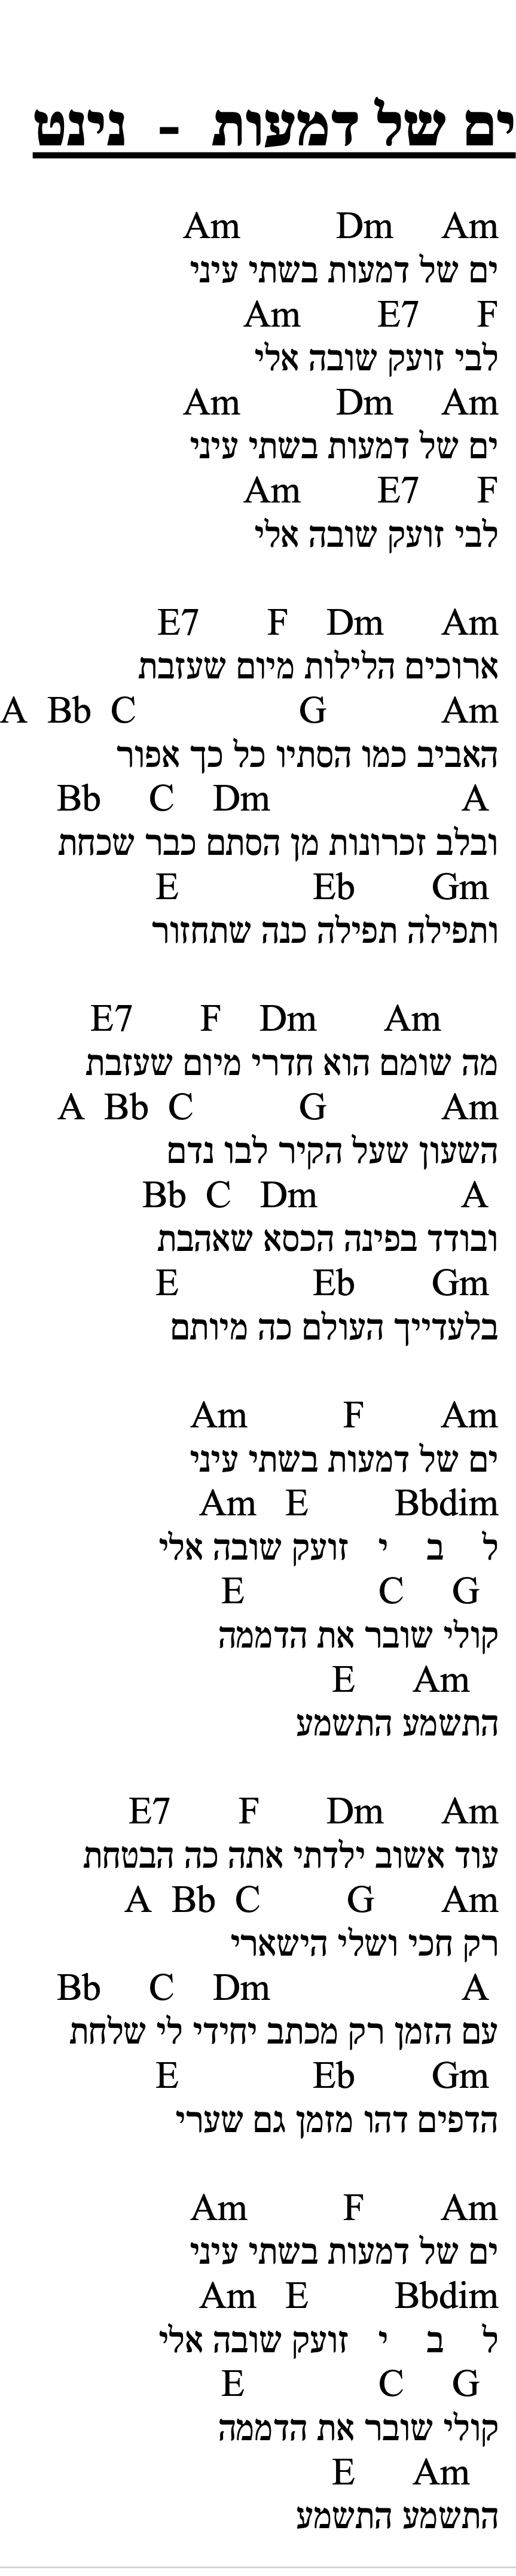 ים של דמעות - נינט
Am Dm Am
ים של דמעות בשתי עיני
Am E7 F
לבי זועק שובה אלי
Am Dm Am
ים של דמעות בשתי עיני
Am E7 F
לבי זועק שובה אלי
E7 F Dm Am
ארוכים הלילות מיום שעזבת
A Bb C G Am
האביב כמו הסתיו כל כך אפור
Bb C Dm A
ובלב זכרונות מן הסתם כבר שכחת
E Eb Gm
ותפילה תפילה כנה שתחזור
E7 F Dm Am
מה שומם הוא חדרי מיום שעזבת
A Bb C G Am
השעון שעל הקיר לבו נדם
Bb C Dm A
ובודד בפינה הכסא שאהבת
E Eb Gm
בלעדייך העולם כה מיותם
Am F Am
ים של דמעות בשתי עיני
Am E Bbdim
ל ב י זועק שובה אלי
E C G
קולי שובר את הדממה
E Am
התשמע התשמע
E7 F Dm Am
עוד אשוב ילדתי אתה כה הבטחת
A Bb C G Am
רק חכי ושלי הישארי
Bb C Dm A
עם הזמן רק מכתב יחידי לי שלחת
E Eb Gm
הדפים דהו מזמן גם שערי
Am F Am
ים של דמעות בשתי עיני
Am E Bbdim
ל ב י זועק שובה אלי
E C G
קולי שובר את הדממה
E Am
התשמע התשמע